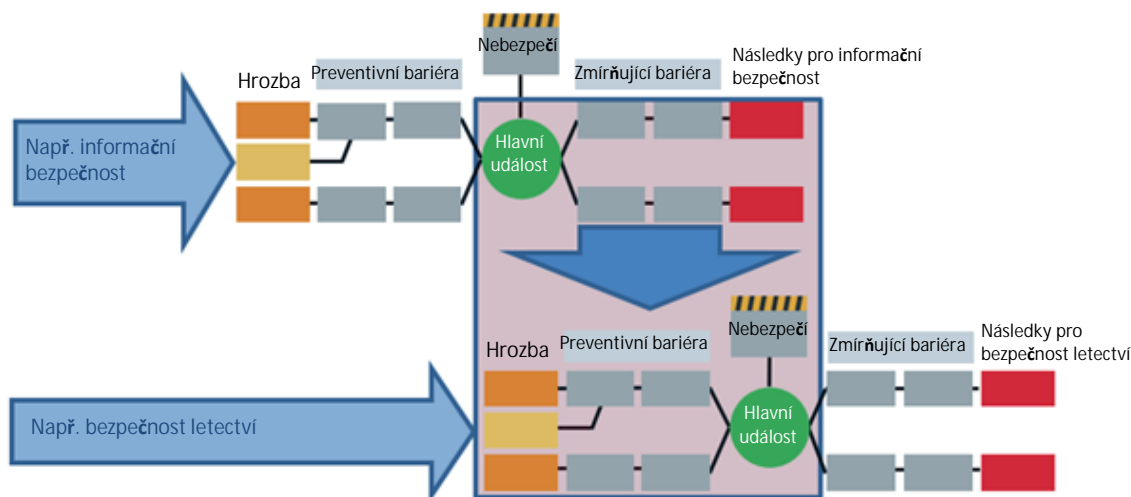 Nebezpečí
Hrozba
Preventivní bariéra
Zmírňující bariéra
Následky pro informační
bezpečnost
Např. informační
bezpečnost
Hlavní
událost
Nebezpečí
Hrozba
Preventivní bariéra
Zmírňující bariéra
Následky pro
bezpečnost letectví
Např. bezpečnost letectví
Hlavní
událost